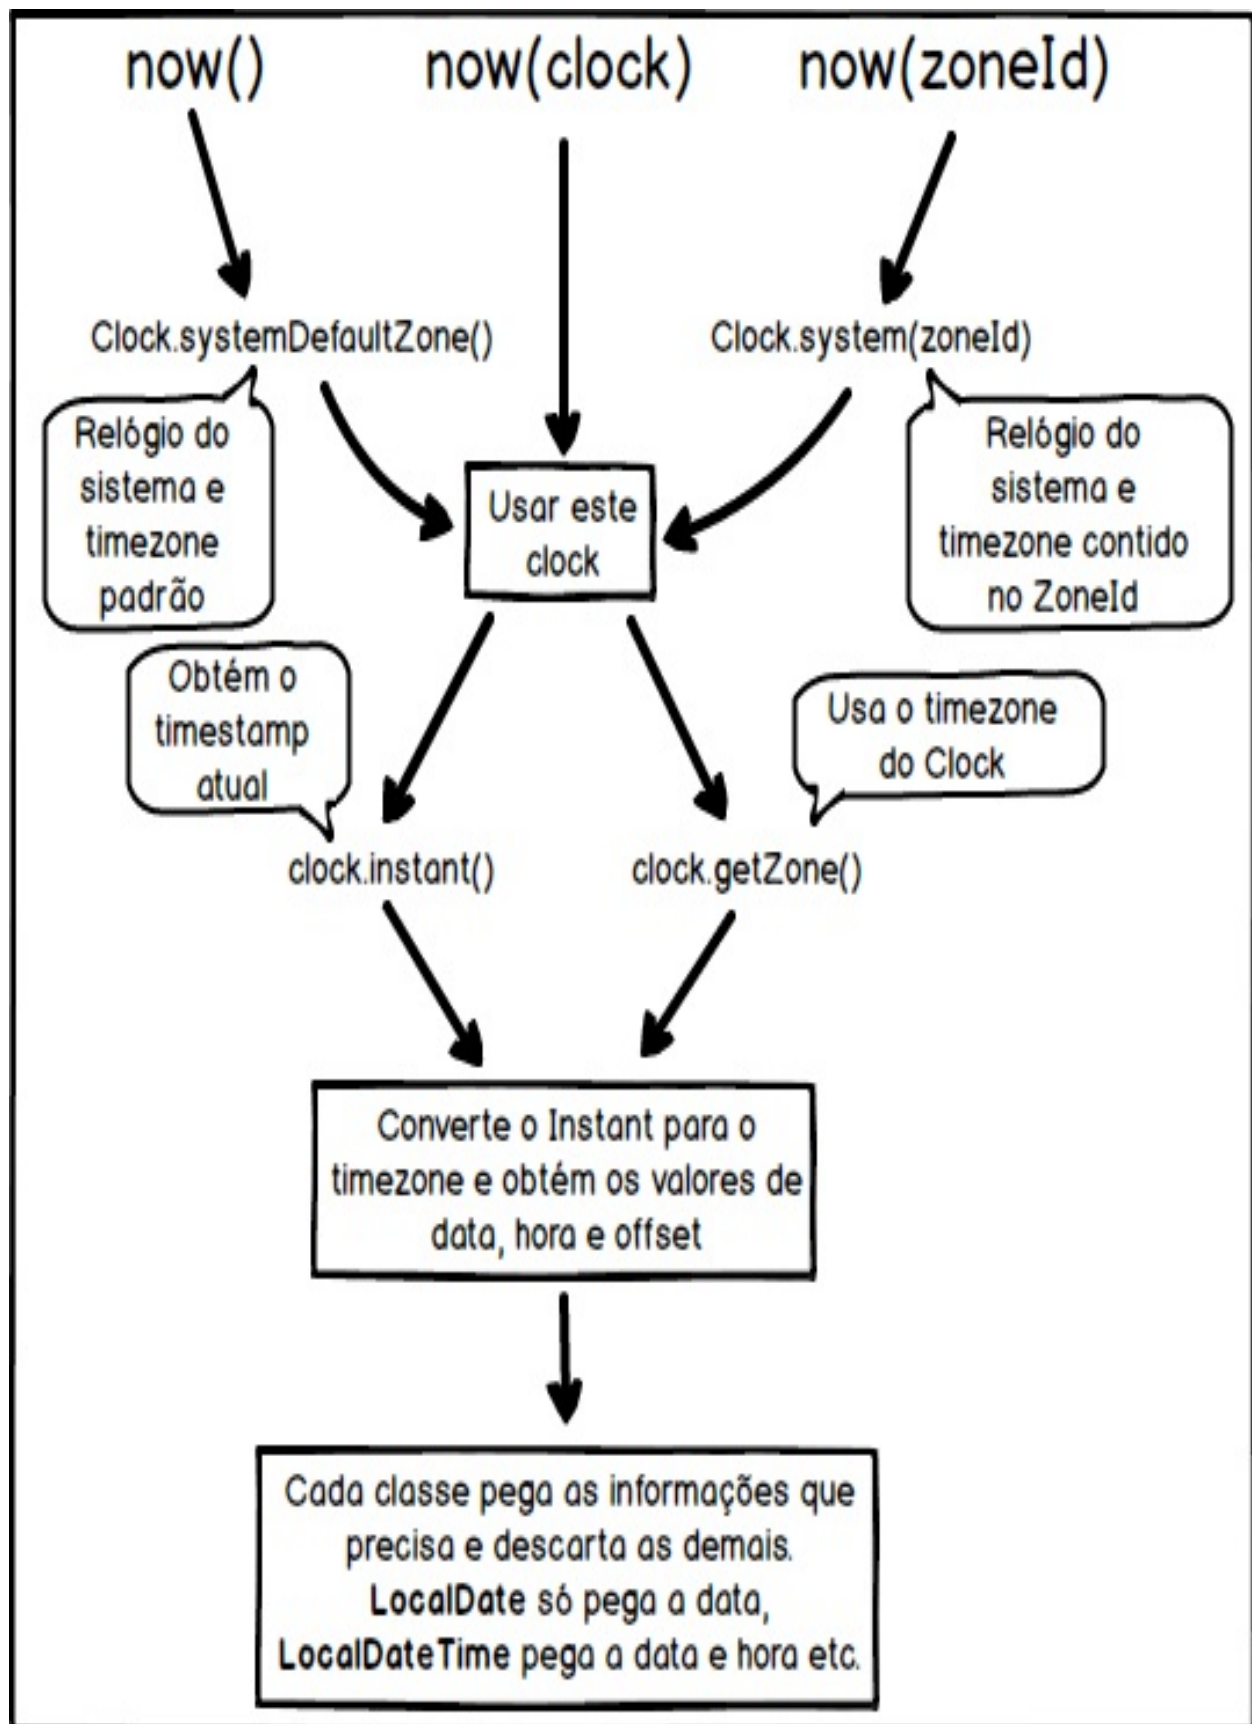 now()
now(clock)
now(zoneId)
Clock.systemDefaultZone()
Clock.system(zoneId)
Relógio do
sistema e
timezone
padrão
Usar este
clock
Relógio do
sistema e
timezone contido
no ZoneId
Obtém o
timestamp
atual
Usa o timezone
do Clock
clock.instant()
clock.getZone()
Converte o Instant para o
timezone e obtém os valores de
data, hora e offset
Cada classe pega as informações que
precisa e descarta as demais.
LocalDate só pega a data,
LocalDateTime pega a data e hora etc.